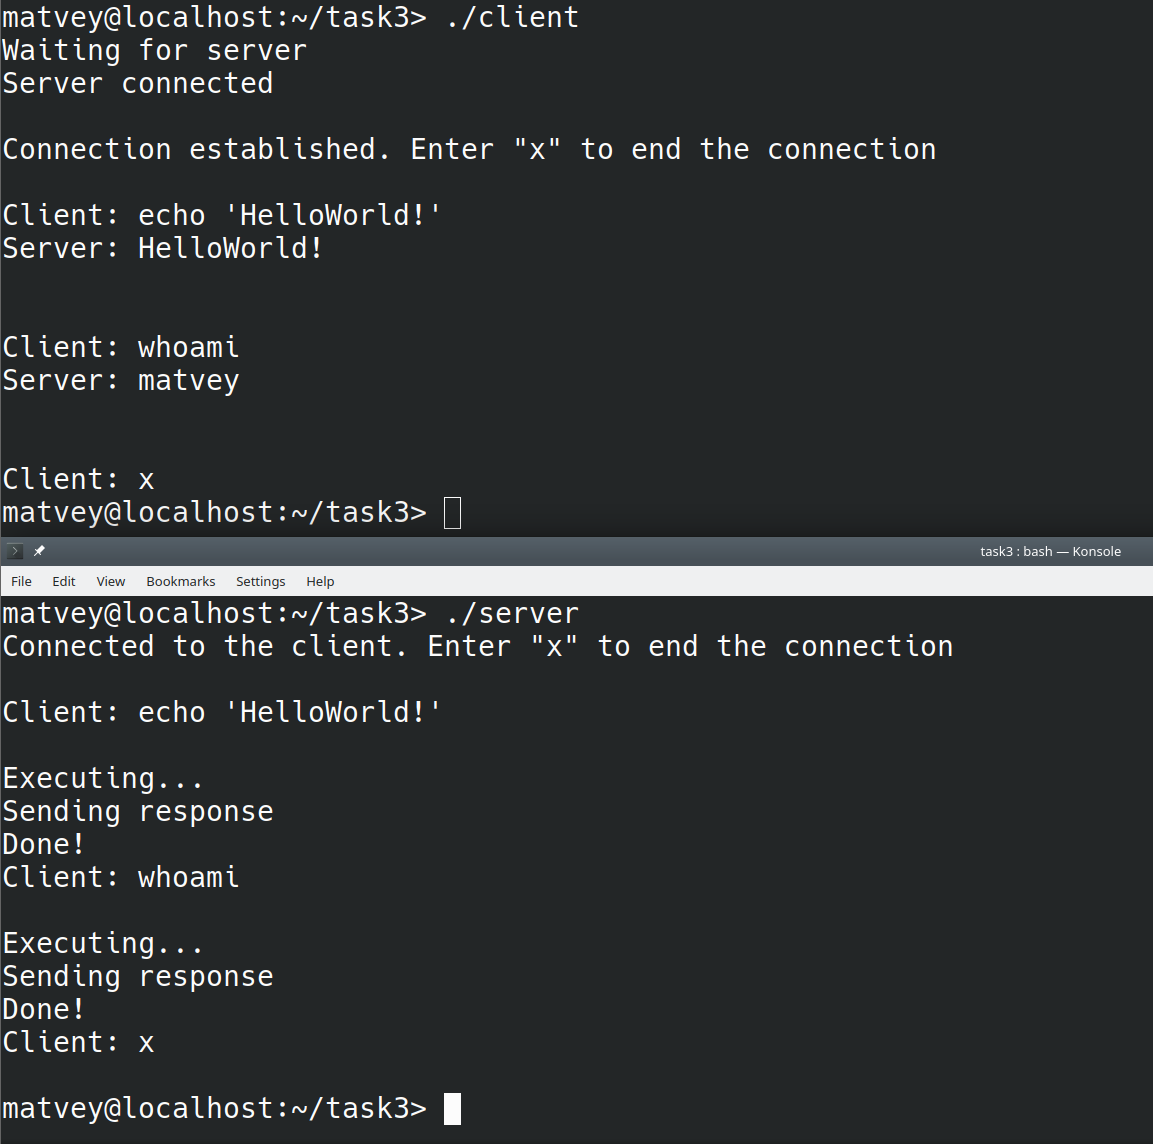 matvey@localhost:~/task3> ./client
Waiting for server
Server connected
Connection established. Enter "x" to end the connection
Client: echo 'HelloWorld!'
Server: HelloWorld!
Client: whoami
Server: matvey
Client: x
matvey@localhost:~/task3>
task3 : bash — Konsole
File Edit View Bookmarks Settings Help
matvey@localhost:~/task3> ./server
Connected to the client. Enter "x" to end the connection
Client: echo 'HelloWorld!'
Executing...
Sending response
Done!
Client: whoami
Executing...
Sending response
Done!
Client: x
matvey@localhost:~/task3>